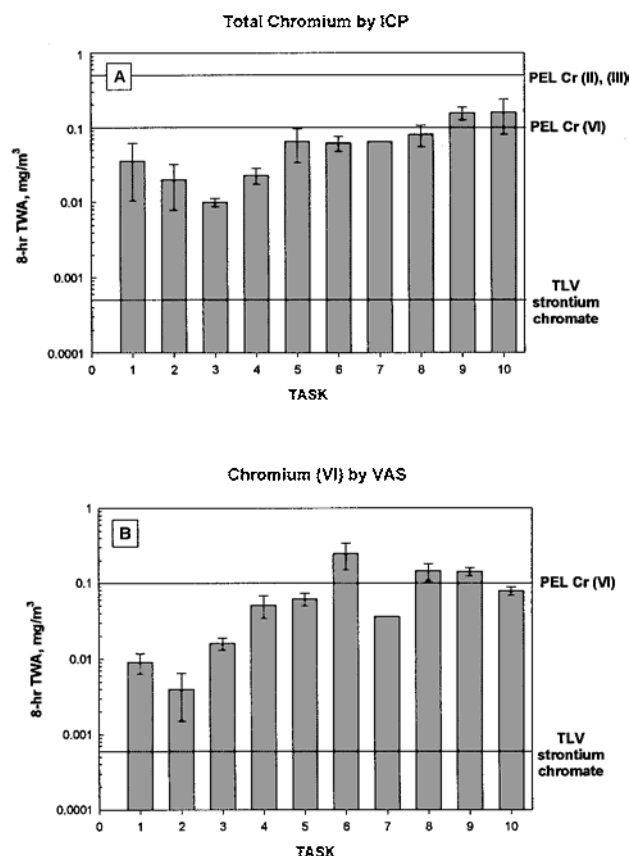 Total Chromium by ICP
A
1
0.1
0.01
0.001
0.0001
8-hr TWA, mg/m³
PEL Cr (II), (III)
PEL Cr (VI)
TLV
strontium
chromate
0 1 2 3 4 5 6 7 8 9 10
TASK
Chromium (VI) by VAS
B
1
0.1
0.01
0.001
0.0001
8-hr TWA, mg/m³
PEL Cr (VI)
TLV
strontium
chromate
0 1 2 3 4 5 6 7 8 9 10
TASK